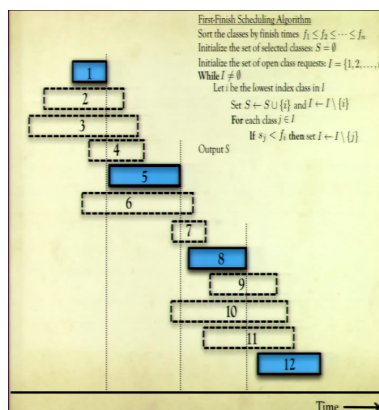 First-Finish Scheduling Algorithm
Sort the classes by finish times f₁ ≤ f₂ ≤ ⋯ ≤ fₙ
Initialize the set of selected classes: S = ∅
Initialize the set of open class requests: I = {1, 2, …,
While I ≠ ∅
Let i be the lowest index class in I
Set S ← S ∪ {i} and I ← I \ {i}
For each class j ∈ I
If sⱼ < fᵢ then set I ← I \ {j}
Output S
1
2
3
4
5
6
7
8
9
10
11
12
Time